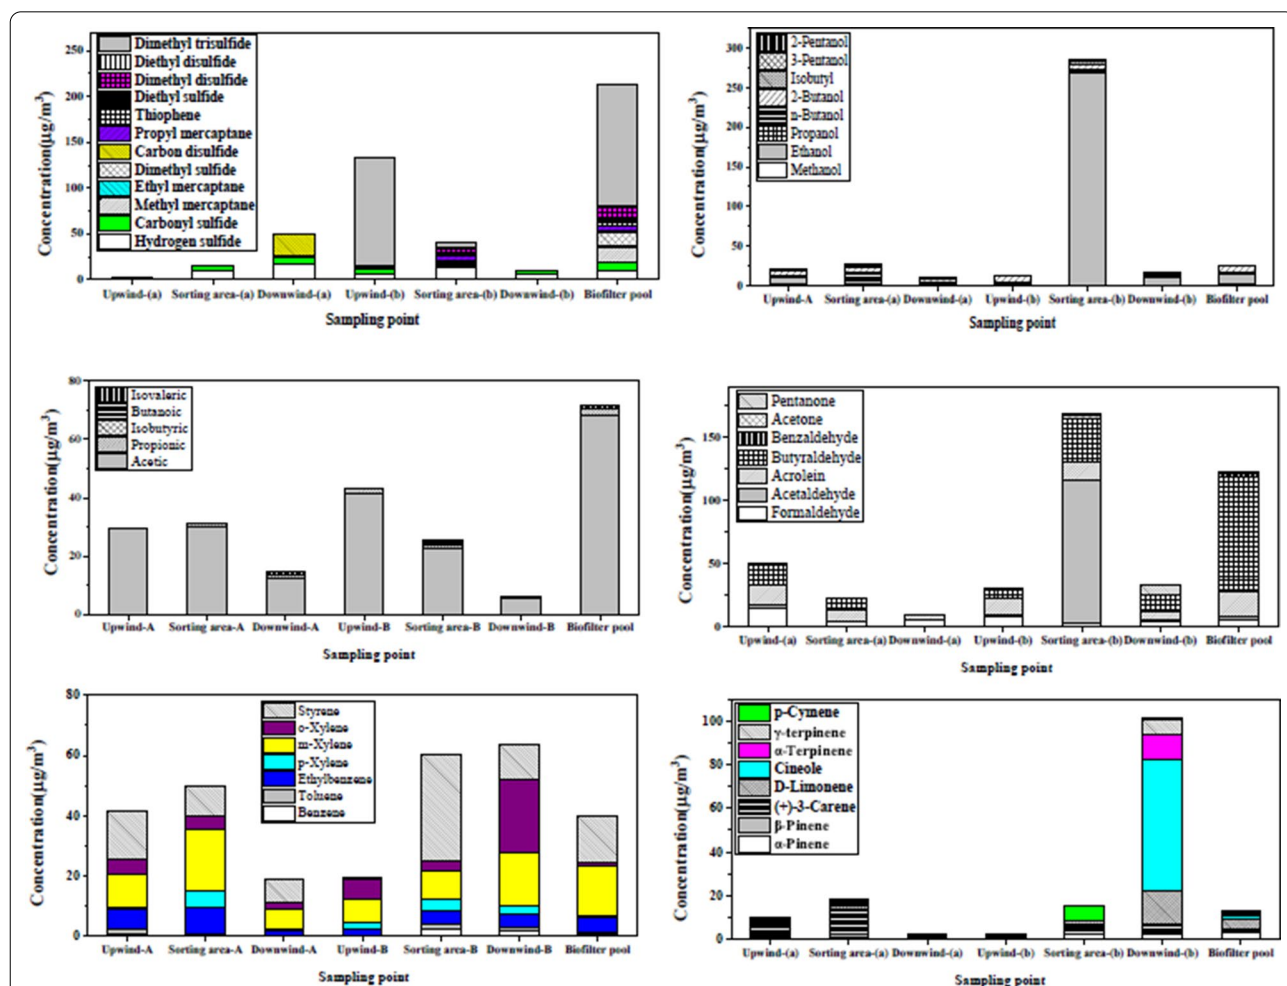 Concentration(μg/m³)
250
200
150
100
50
0
Dimethyl trisulfide
Diethyl disulfide
Dimethyl disulfide
Diethyl sulfide
Thiophene
Propyl mercaptane
Carbon disulfide
Dimethyl sulfide
Ethyl mercaptane
Methyl mercaptane
Carbonyl sulfide
Hydrogen sulfide
Upwind-(a) Sorting area-(a) Downwind-(a) Upwind-(b) Sorting area-(b) Downwind-(b) Biofilter pool
Sampling point
Concentration(μg/m³)
300
250
200
150
100
50
0
2-Pentanol
3-Pentanol
Isobutyl
2-Butanol
n-Butanol
Propanol
Ethanol
Methanol
Upwind-A Sorting area-(a) Downwind-(a) Upwind-(b) Sorting area-(b) Downwind-(b) Biofilter pool
Sampling point
Concentration(μg/m³)
80
60
40
20
0
Isovaleric
Butanoic
Isobutyric
Propionic
Acetic
Upwind-A Sorting area-A Downwind-A Upwind-B Sorting area-B Downwind-B Biofilter pool
Sampling point
Concentration(μg/m³)
150
100
50
0
Pentanone
Acetone
Benzaldehyde
Butyraldehyde
Acrolein
Acetaldehyde
Formaldehyde
Upwind-(a) Sorting area-(a) Downwind-(a) Upwind-(b) Sorting area-(b) Downwind-(b) Biofilter pool
Sampling point
Concentration(μg/m³)
80
60
40
20
0
Styrene
o-Xylene
m-Xylene
p-Xylene
Ethylbenzene
Toluene
Benzene
Upwind-A Sorting area-A Downwind-A Upwind-B Sorting area-B Downwind-B Biofilter pool
Sampling point
Concentration(μg/m³)
100
80
60
40
20
0
p-Cymene
γ-terpinene
α-Terpinene
Cineole
D-Limonene
(+)-3-Carene
β-Pinene
α-Pinene
Upwind-(a) Sorting area-(a) Downwind-(a) Upwind-(b) Sorting area-(b) Downwind-(b) Biofilter pool
Sampling point